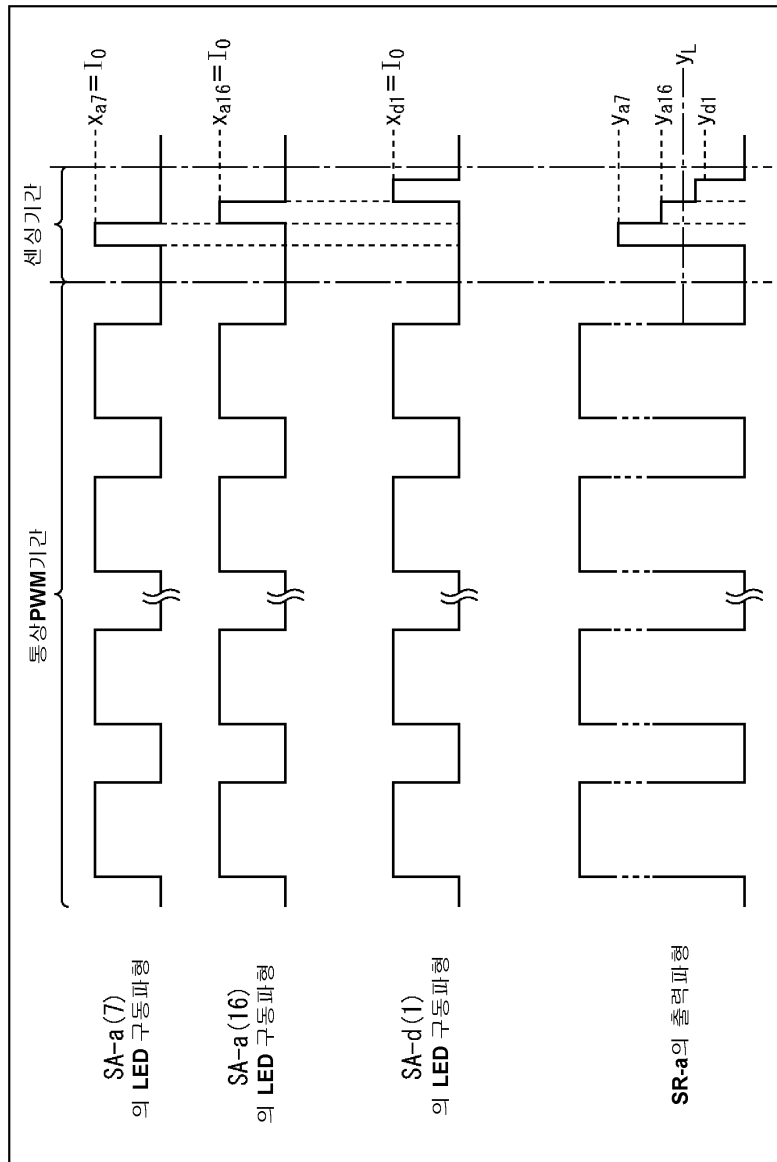 통상PWM기간
센싱기간
SA-a(7)
의 LED 구동파형
xa7=I0
SA-a(16)
의 LED 구동파형
xa16=I0
SA-d(1)
의 LED 구동파형
xd1=I0
SR-a의 출력파형
ya7
ya16
yL
yd1